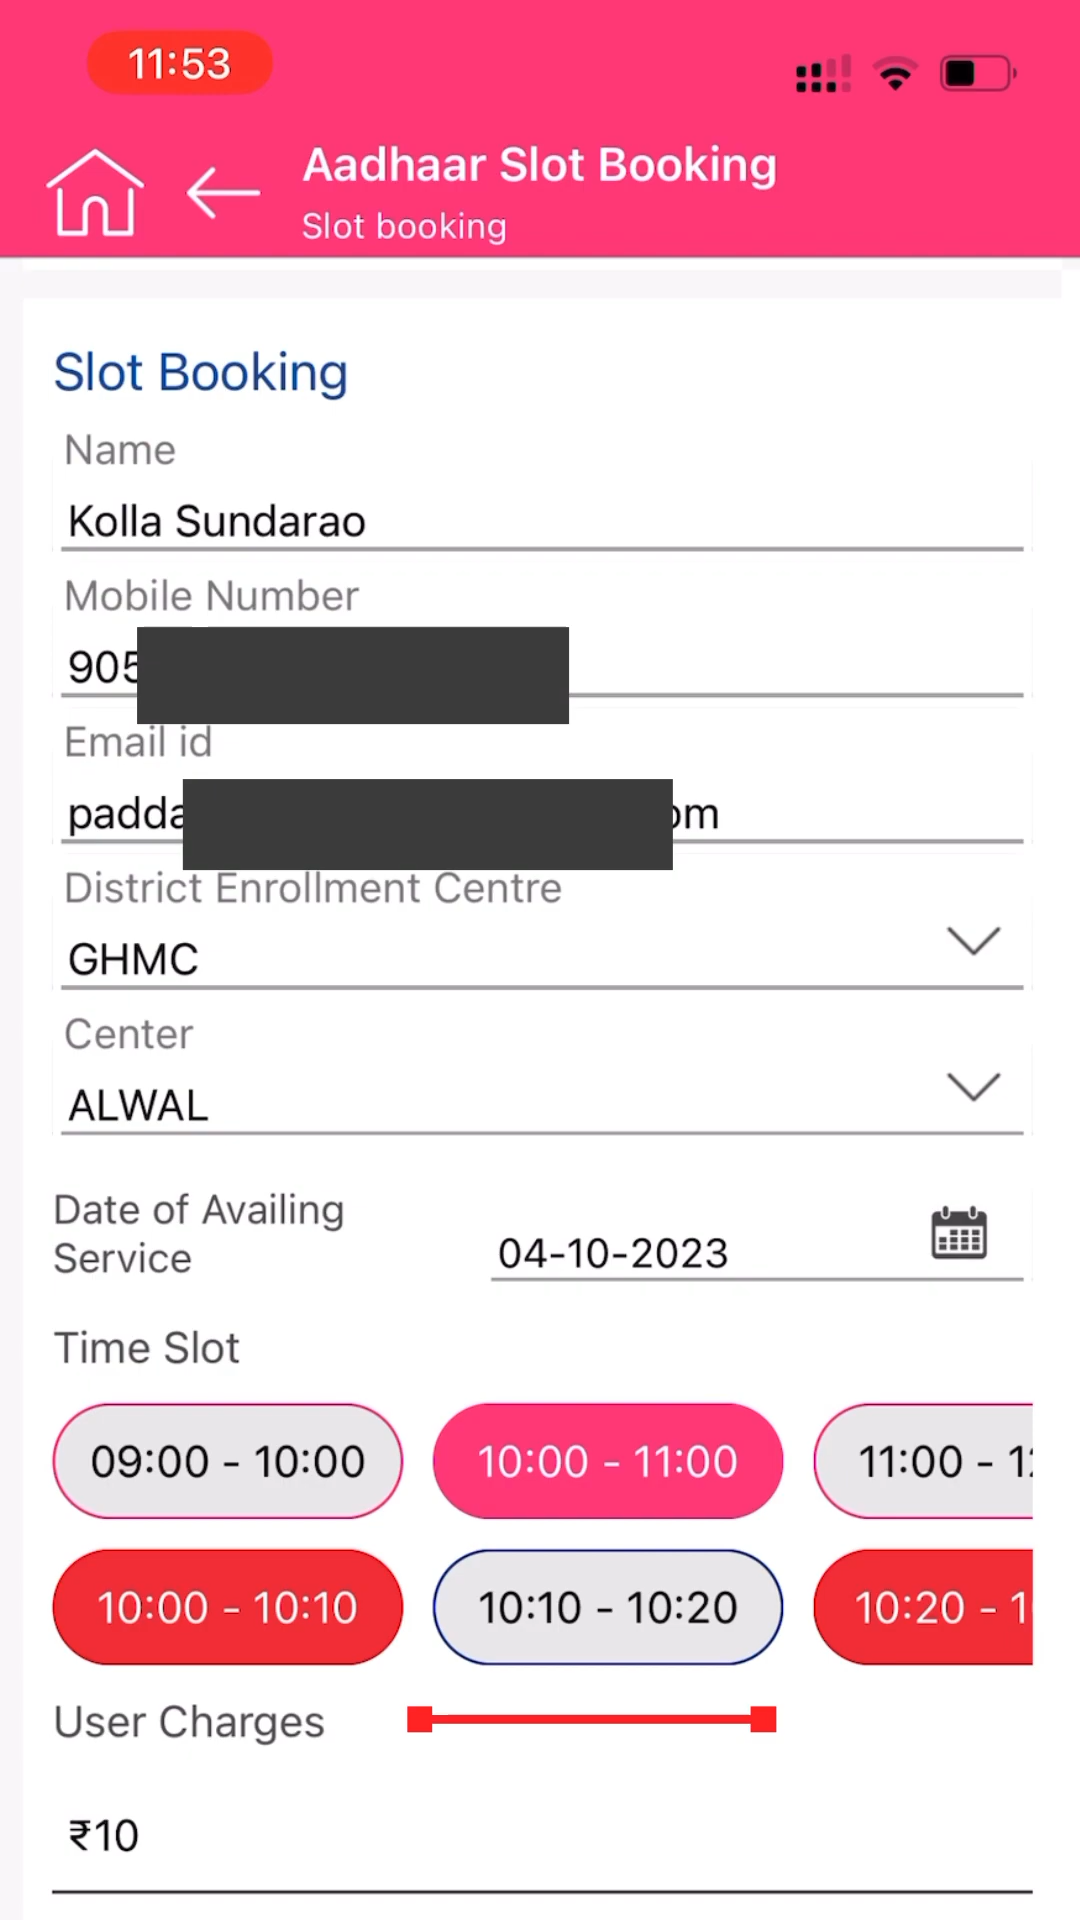 11:53
Aadhaar Slot Booking
Slot booking
Slot Booking
Name
Kolla Sundarao
Mobile Number
905
Email id
padda om
District Enrollment Centre
GHMC
Center
ALWAL
Date of Availing
Service
04-10-2023
Time Slot
09:00 - 10:00 10:00 - 11:00 11:00 -
10:00 - 10:10 10:10 - 10:20 10:20 -
User Charges
₹10